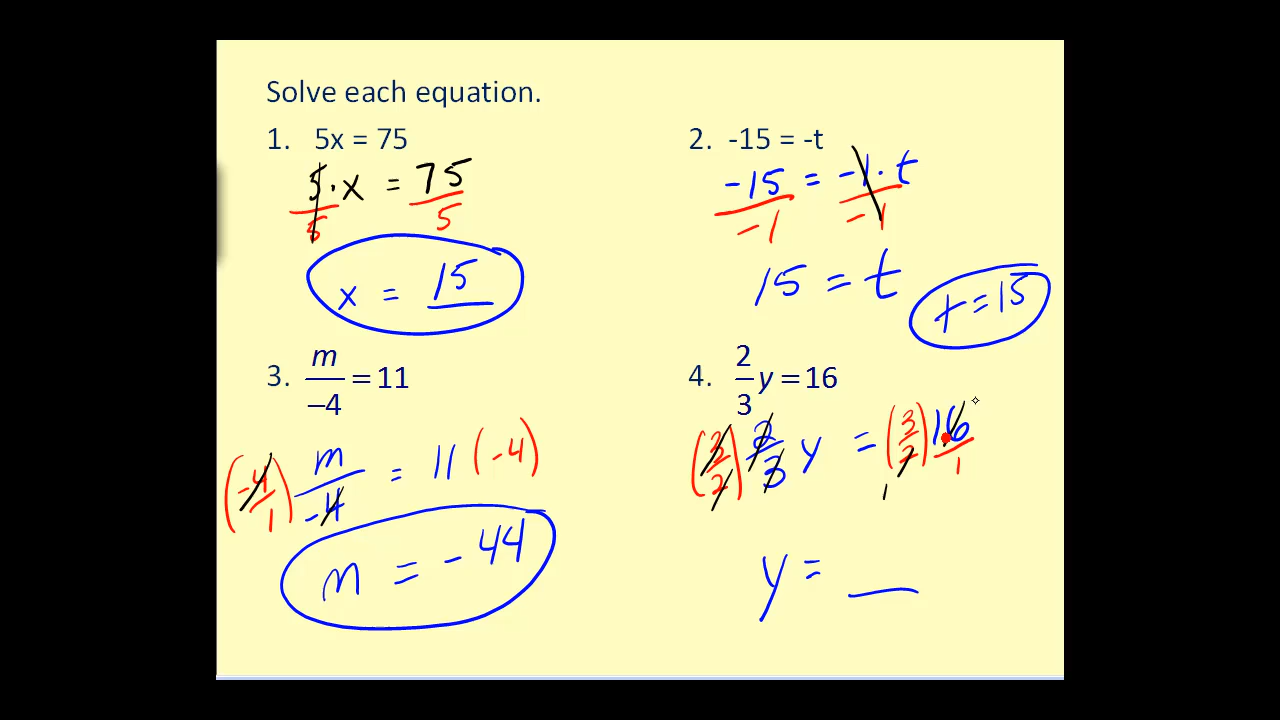 Solve each equation.
1. 5x = 75
5 · x = 75
5 5
x = 15
2. -15 = -t
-15 = -1 · t
-1 -1
15 = t
t = 15
3. m/-4 = 11
(-4/1) m/-4 = 11 (-4)
m = -44
4. 2/3 y = 16
(3/2) 2/3 y = (3/2) 16/1
1
y = __